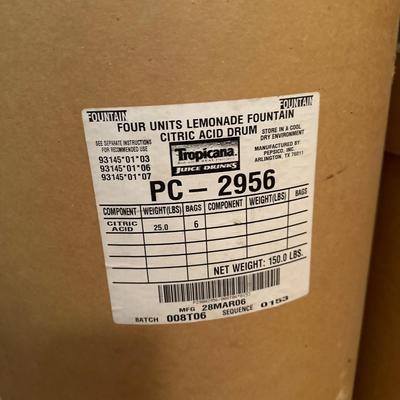 FOUNTAIN FOUNTAIN
FOUR UNITS LEMONADE FOUNTAIN
CITRIC ACID DRUM
SEE SEPARATE INSTRUCTIONS
FOR RECOMMENDED USE
93145*01*03
93145*01*06
93145*01*07
Tropicana
JUICE DRINKS
STORE IN A COOL
DRY ENVIRONMENT
MANUFACTURED BY:
PEPSICO, INC.
ARLINGTON, TX 76011
PC-2956
COMPONENT WEIGHT(LBS) BAGS COMPONENT WEIGHT(LBS) BAGS
CITRIC ACID 25.0 6
NET WEIGHT: 150.0 LBS.
MFG 28MAR06
BATCH 008T06 SEQUENCE 0153